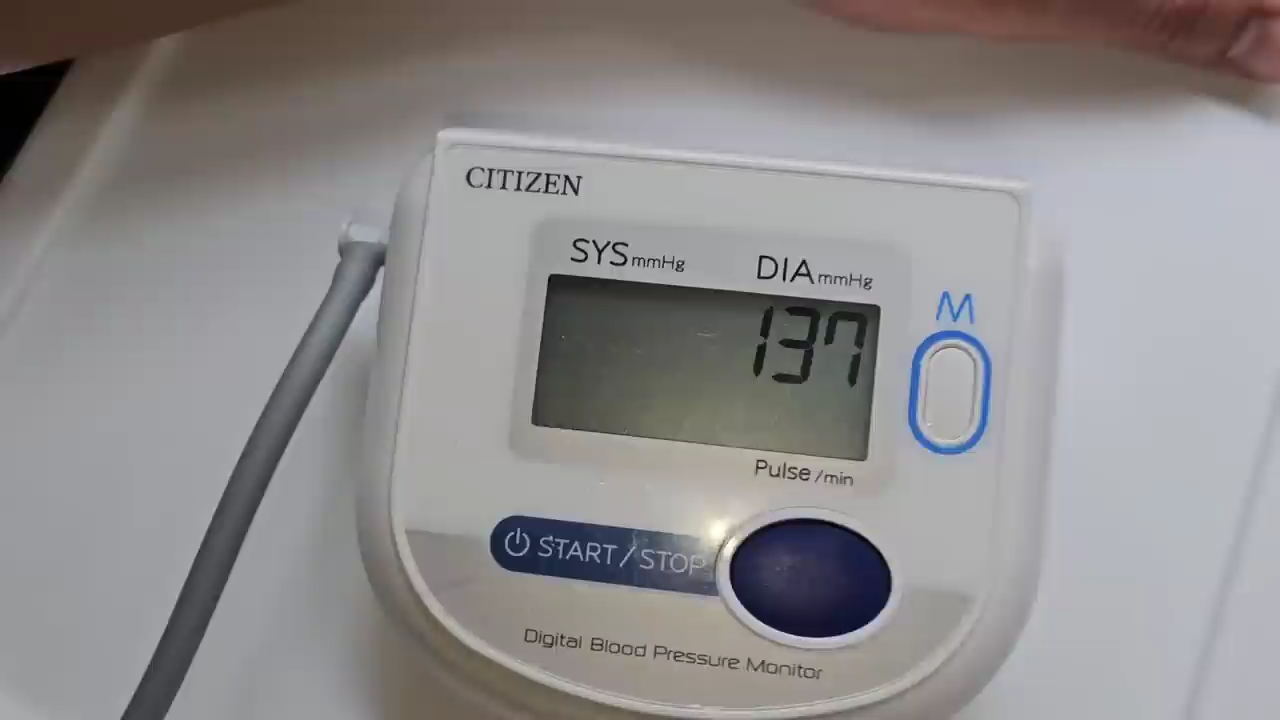 CITIZEN
SYS mmHg DIA mmHg
137
M
Pulse /min
START / STOP
Digital Blood Pressure Monitor